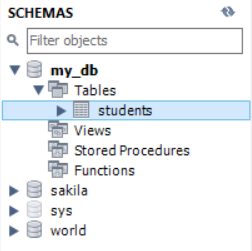 SCHEMAS
Filter objects
my_db
Tables
students
Views
Stored Procedures
Functions
sakila
sys
world